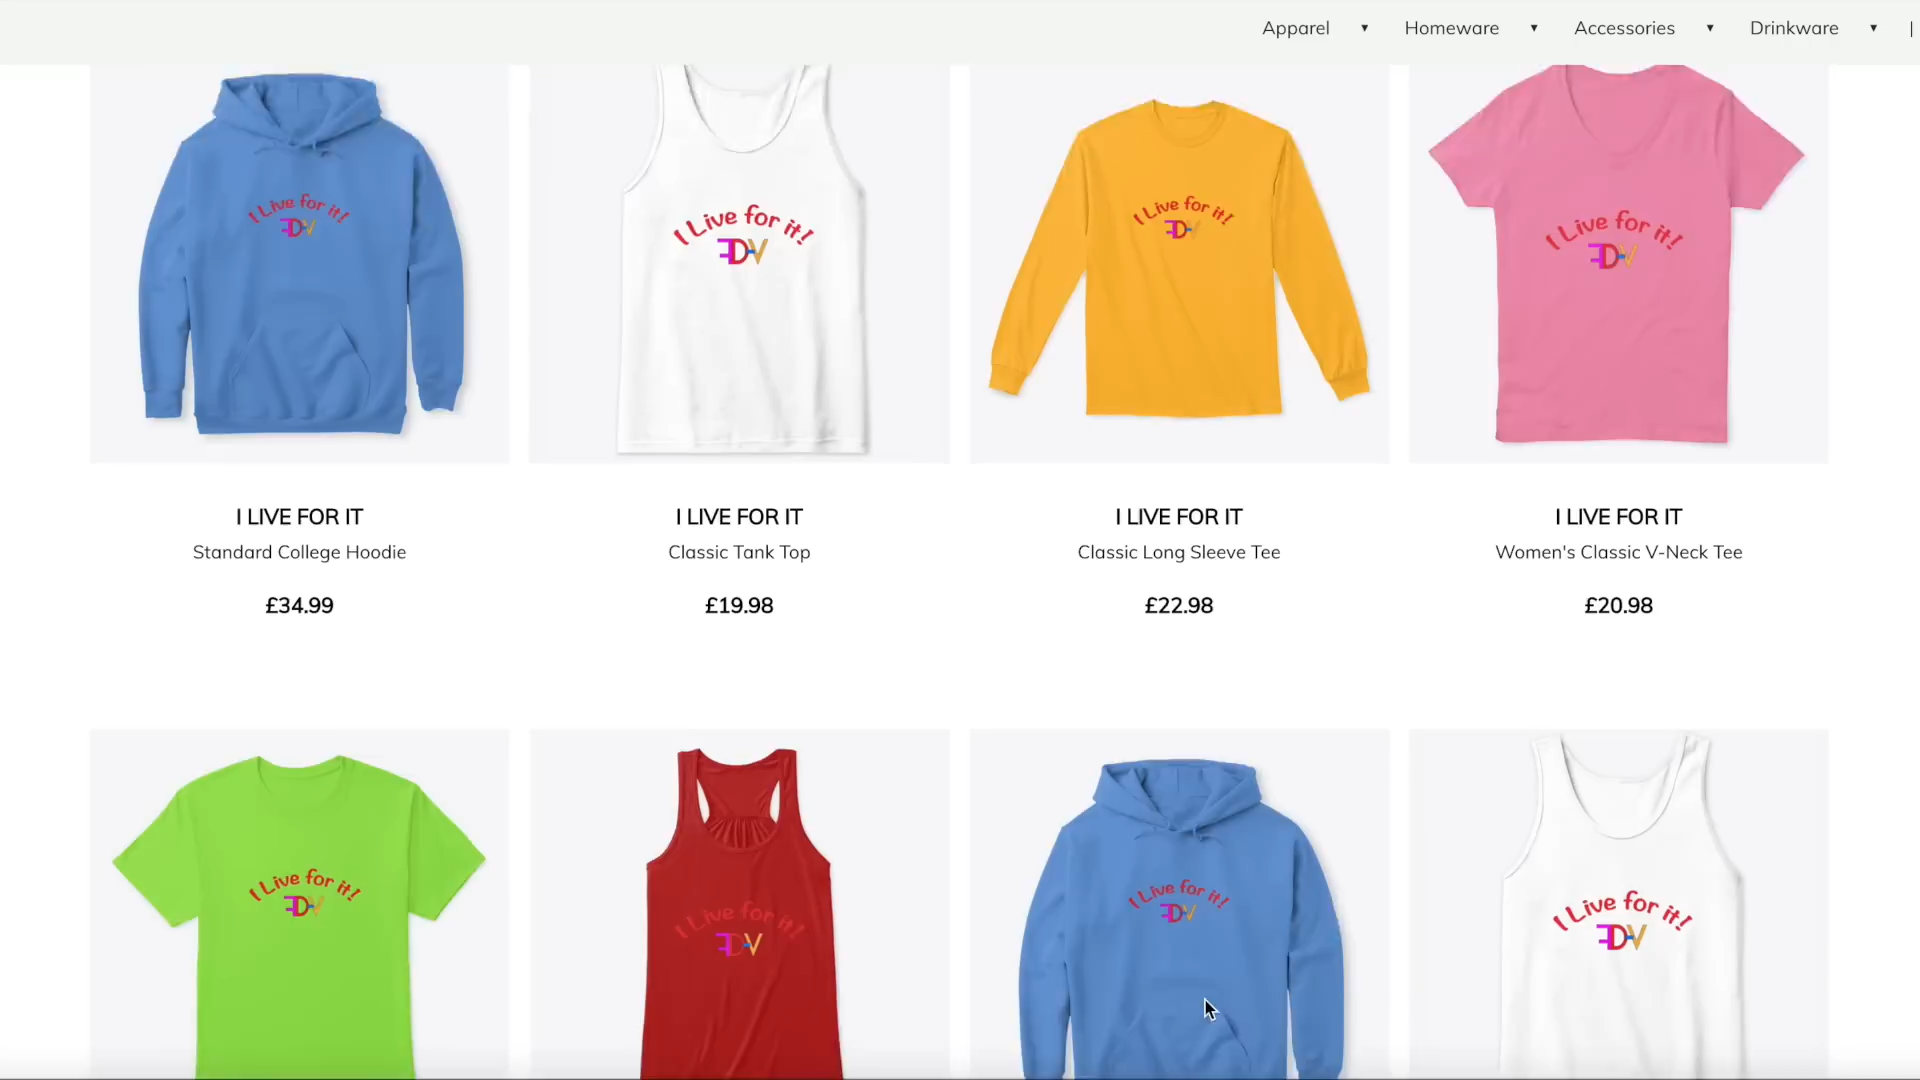 Apparel ▼ Homeware ▼ Accessories ▼ Drinkware ▼ |
I Live for it!
I Live for it!
I Live for it!
I Live for it!
I LIVE FOR IT
Standard College Hoodie
£34.99
I LIVE FOR IT
Classic Tank Top
£19.98
I LIVE FOR IT
Classic Long Sleeve Tee
£22.98
I LIVE FOR IT
Women's Classic V-Neck Tee
£20.98
I Live for it!
I Live for it!
I Live for it!
I Live for it!